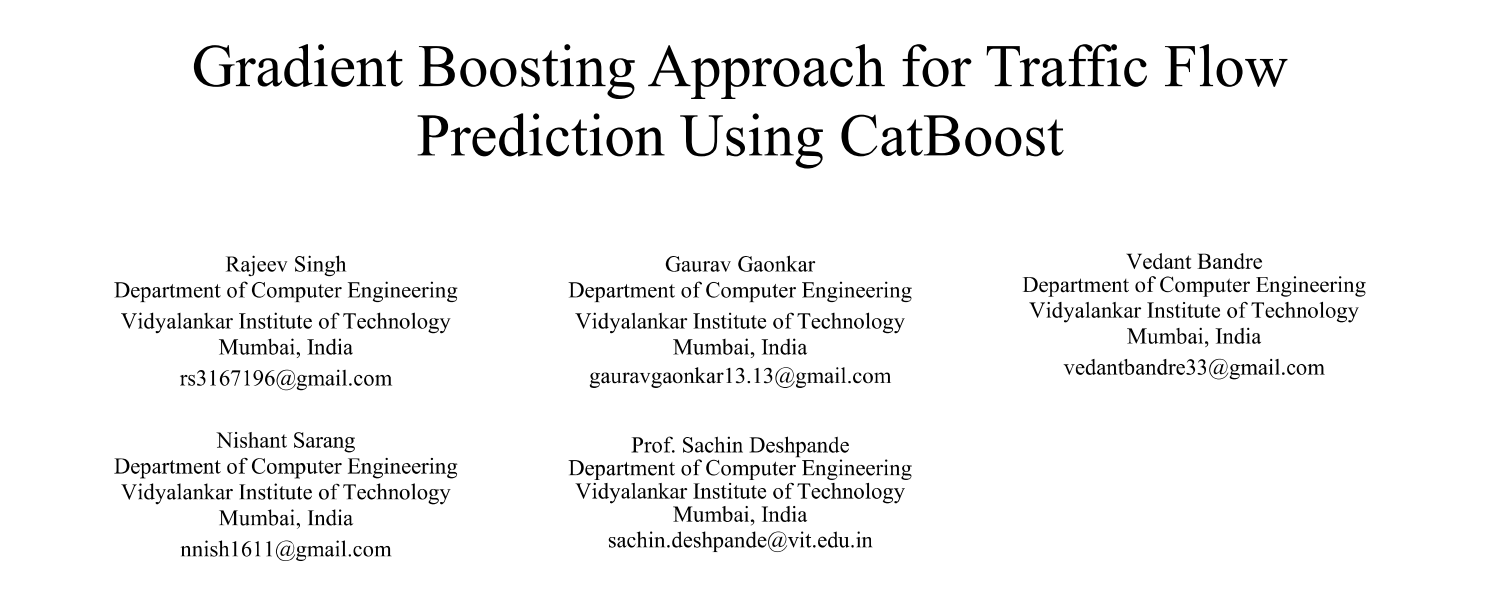 Gradient Boosting Approach for Traffic Flow
Prediction Using CatBoost
Rajeev Singh
Department of Computer Engineering
Vidyalankar Institute of Technology
Mumbai, India
rs3167196@gmail.com
Gaurav Gaonkar
Department of Computer Engineering
Vidyalankar Institute of Technology
Mumbai, India
gauravgaonkar13.13@gmail.com
Vedant Bandre
Department of Computer Engineering
Vidyalankar Institute of Technology
Mumbai, India
vedantbandre33@gmail.com
Nishant Sarang
Department of Computer Engineering
Vidyalankar Institute of Technology
Mumbai, India
nnish1611@gmail.com
Prof. Sachin Deshpande
Department of Computer Engineering
Vidyalankar Institute of Technology
Mumbai, India
sachin.deshpande@vit.edu.in